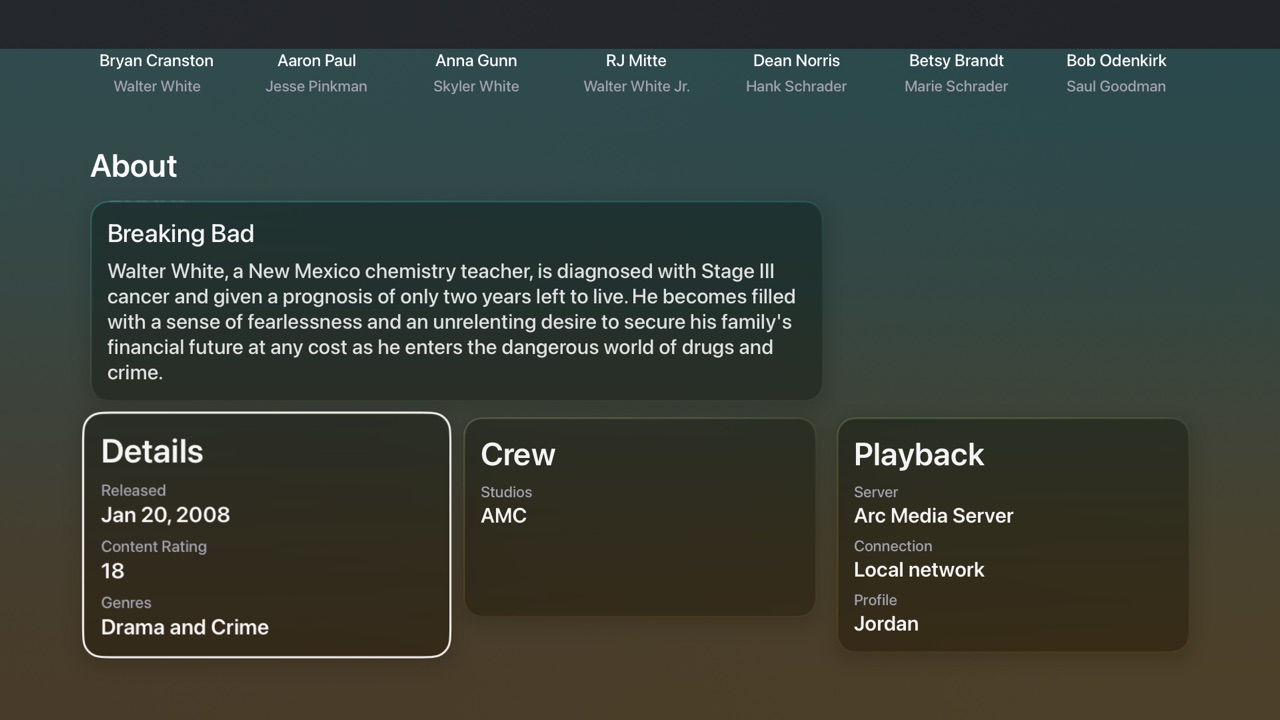 Bryan Cranston
Walter White
Aaron Paul
Jesse Pinkman
Anna Gunn
Skyler White
RJ Mitte
Walter White Jr.
Dean Norris
Hank Schrader
Betsy Brandt
Marie Schrader
Bob Odenkirk
Saul Goodman
About
Breaking Bad
Walter White, a New Mexico chemistry teacher, is diagnosed with Stage III
cancer and given a prognosis of only two years left to live. He becomes filled
with a sense of fearlessness and an unrelenting desire to secure his family's
financial future at any cost as he enters the dangerous world of drugs and
crime.
Details
Released
Jan 20, 2008
Content Rating
18
Genres
Drama and Crime
Crew
Studios
AMC
Playback
Server
Arc Media Server
Connection
Local network
Profile
Jordan